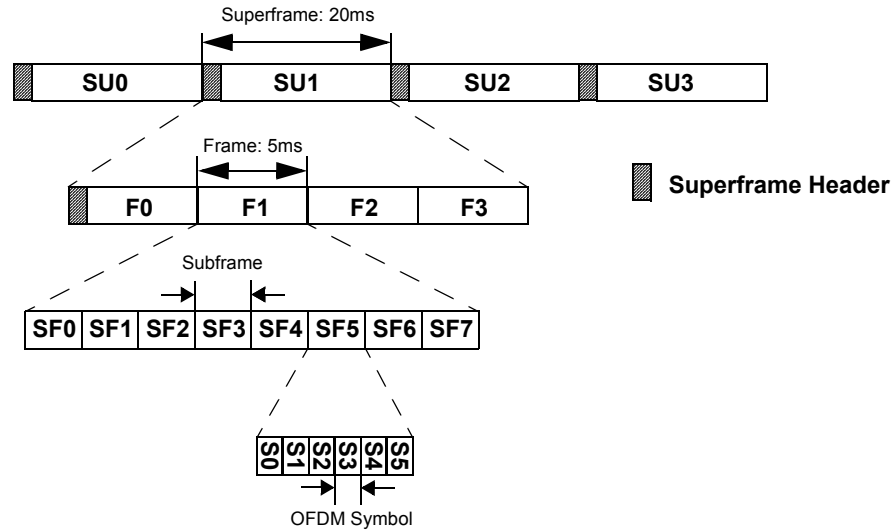 Superframe: 20ms
SU0 SU1 SU2 SU3
Frame: 5ms
Superframe Header
F0 F1 F2 F3
Subframe
SF0 SF1 SF2 SF3 SF4 SF5 SF6 SF7
S0 S1 S2 S3 S4 S5
OFDM Symbol